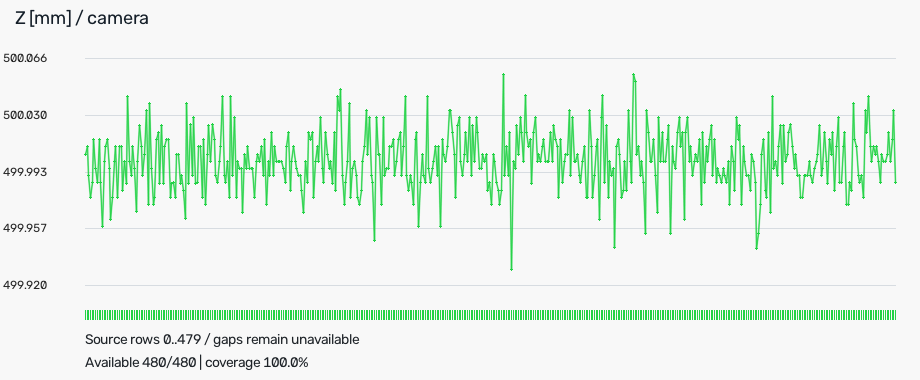 Z [mm] / camera
500.066
500.030
499.993
499.957
499.920
Source rows 0..479 / gaps remain unavailable
Available 480/480 | coverage 100.0%